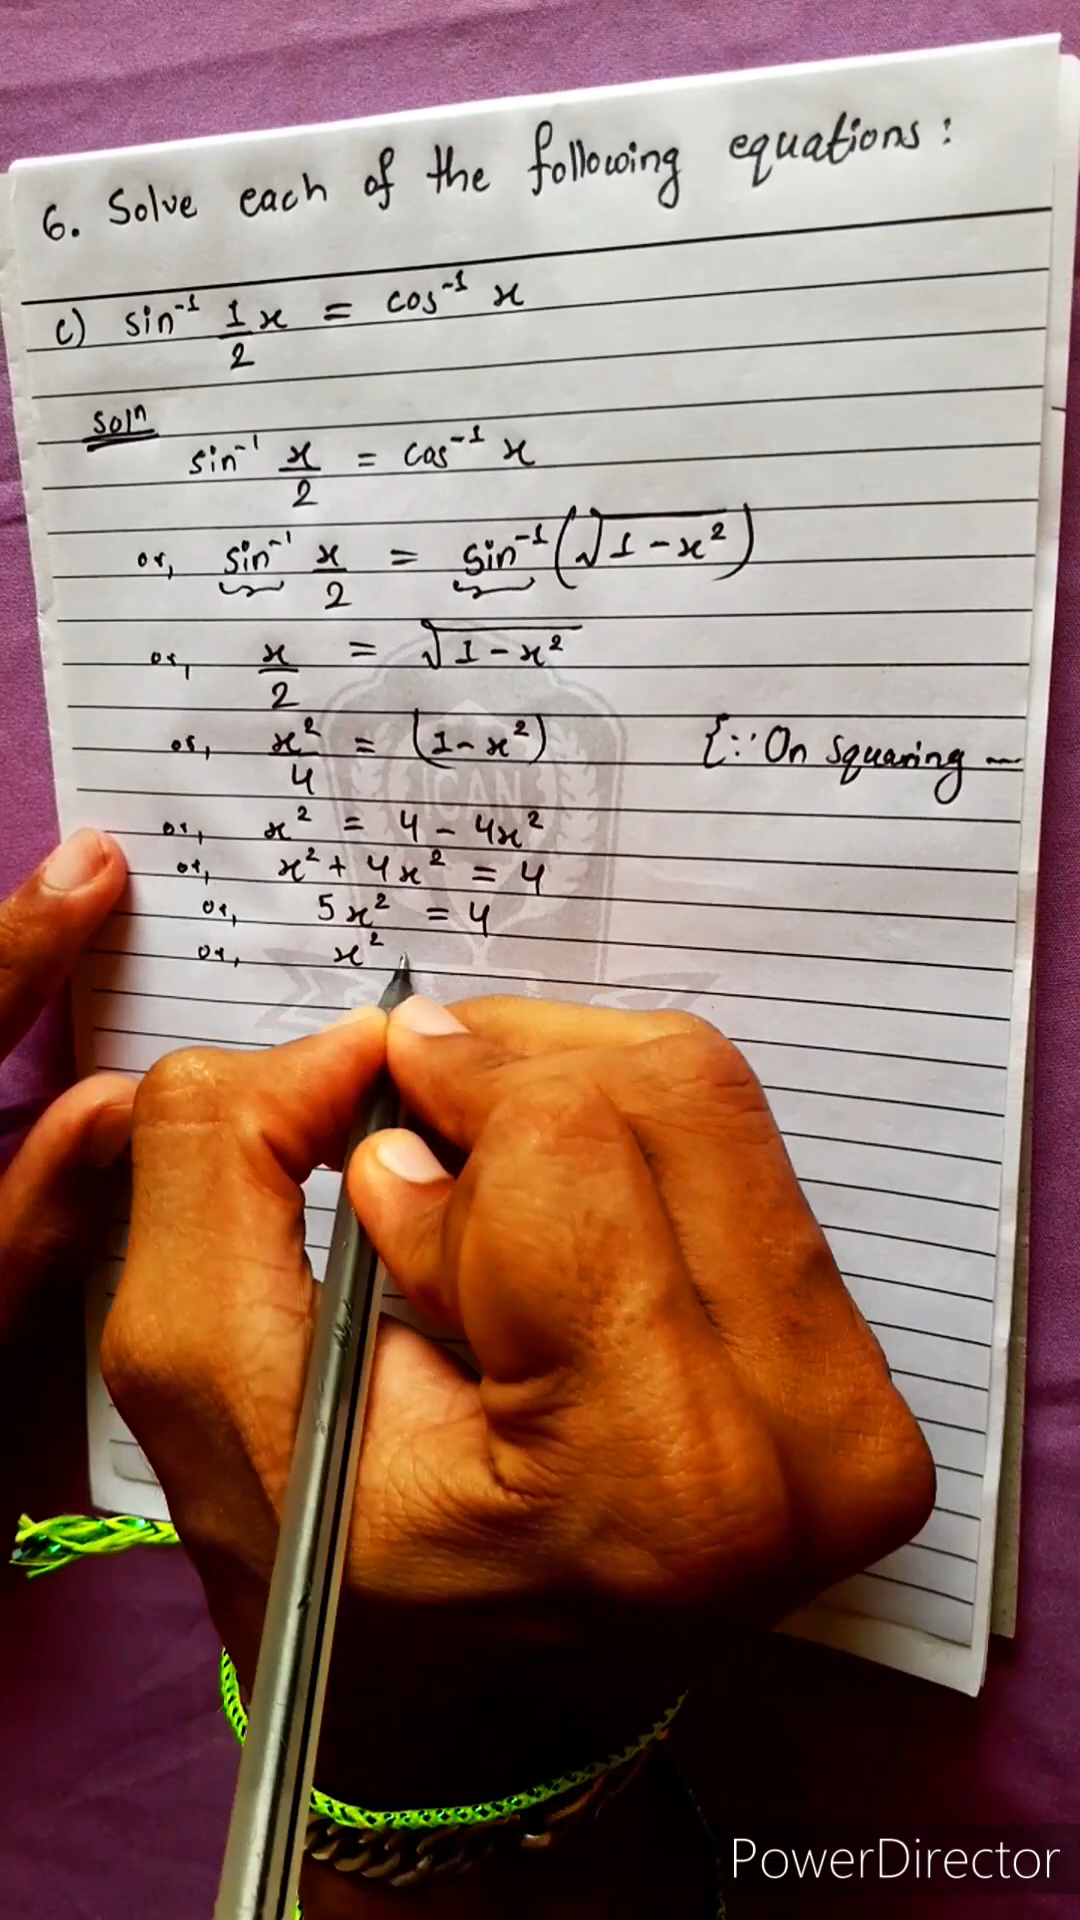 6. Solve each of the following equations:
c) sin⁻¹ 1/2 x = cos⁻¹ x
Solⁿ
sin⁻¹ x/2 = cos⁻¹ x
or, sin⁻¹ x/2 = sin⁻¹ (√1-x²)
or, x/2 = √1-x²
or, x²/4 = (1-x²) {∵ On Squaring
or, x² = 4 - 4x²
or, x² + 4x² = 4
or, 5x² = 4
or, x²
ICAN
PowerDirector